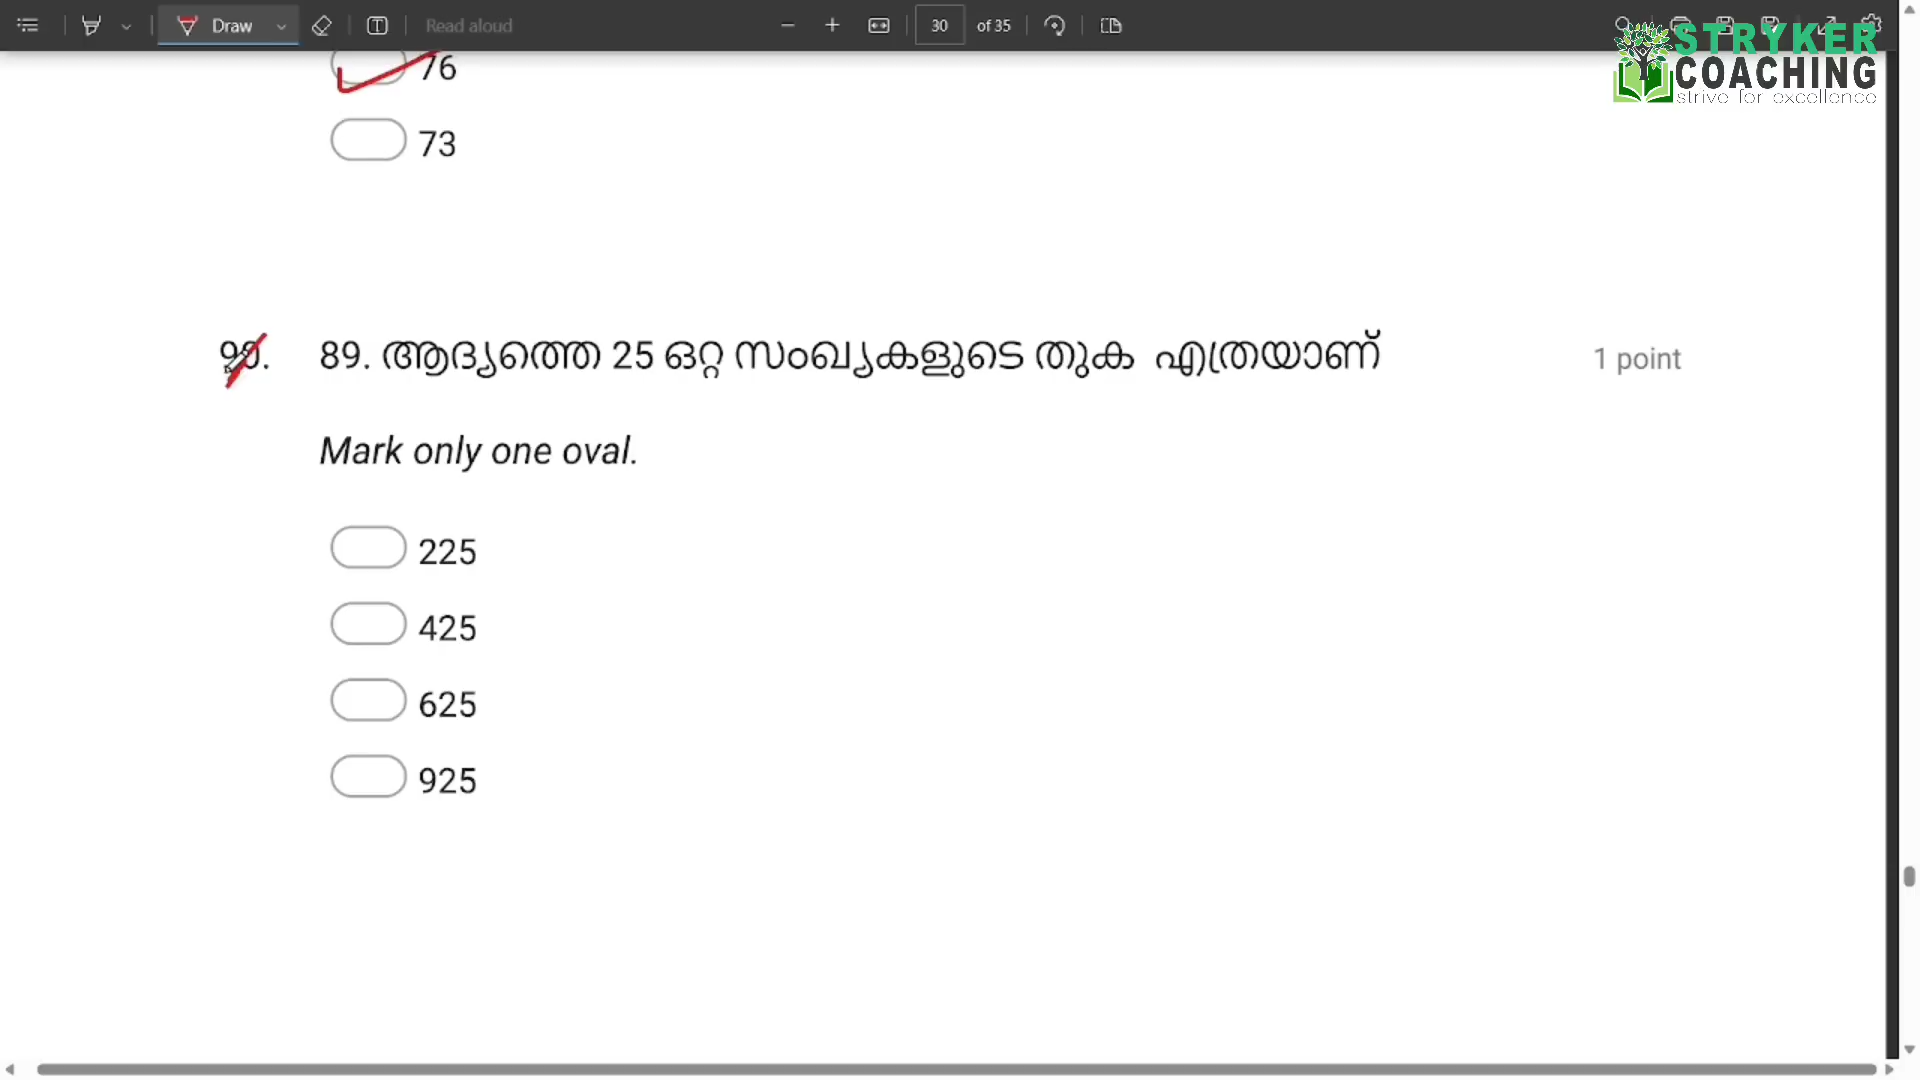 Draw
Read aloud
30 of 35
STRYKER
COACHING
strive for excellence
76
73
90. 89. ആദ്യത്തെ 25 ഒറ്റ സംഖ്യകളുടെ തുക എത്രയാണ് 1 point
Mark only one oval.
225
425
625
925